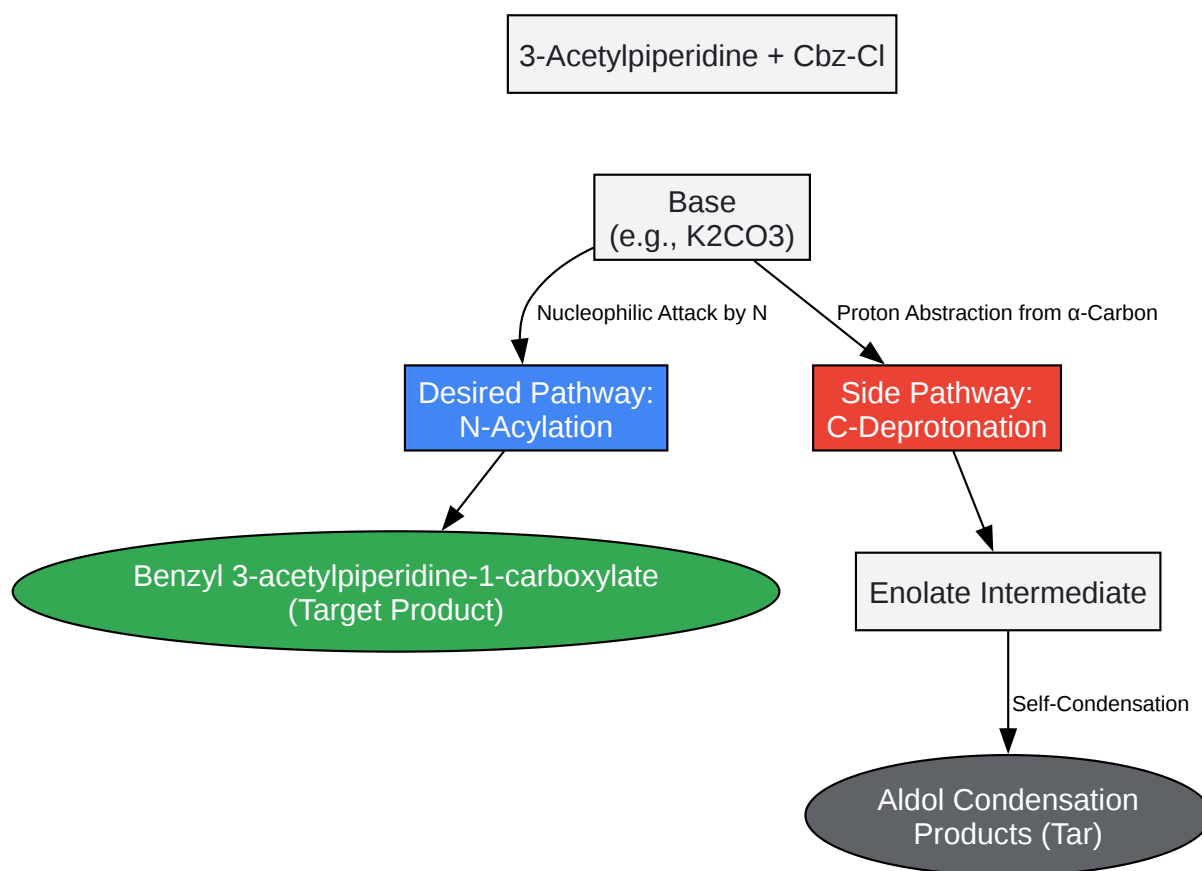 3-Acetylpiperidine + Cbz-Cl
Base
(e.g., K2CO3)
Nucleophilic Attack by N
Proton Abstraction from α-Carbon
Desired Pathway:
N-Acylation
Side Pathway:
C-Deprotonation
Benzyl 3-acetylpiperidine-1-carboxylate
(Target Product)
Enolate Intermediate
Self-Condensation
Aldol Condensation
Products (Tar)